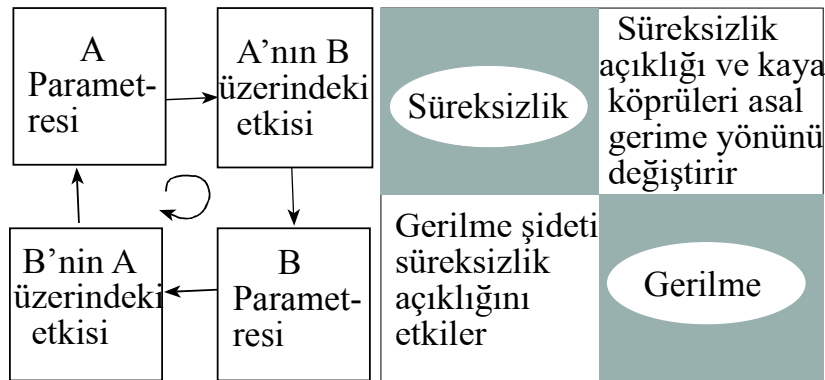 A
Paramet-
resi
A’nın B
üzerindeki
etkisi
B’nin A
üzerindeki
etkisi
B
Paramet-
resi
Süreksizlik
Süreksizlik
açıklığı ve kaya
köprüleri asal
gerime yönünü
değiştirir
Gerilme şideti
süreksizlik
açıklığını
etkiler
Gerilme